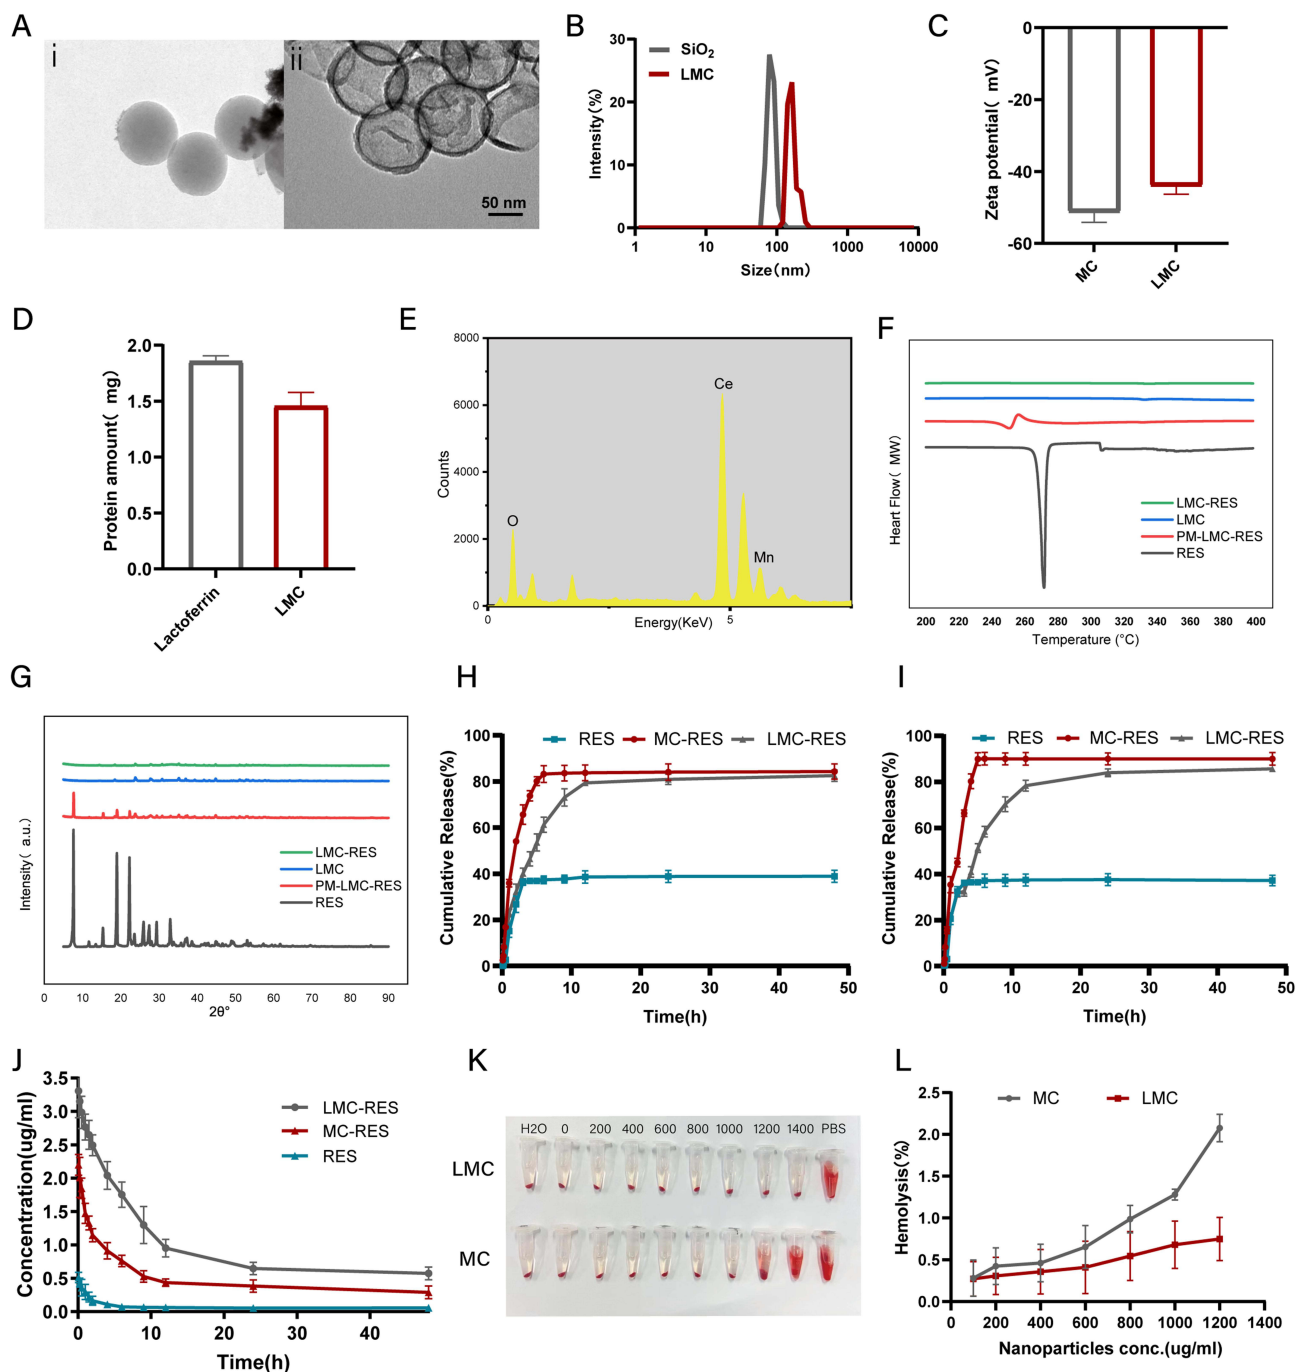 A
i
ii
50 nm
B
SiO₂
LMC
30
20
10
0
Intensity(%)
1
10
100
1000
10000
Size(nm)
C
0
-20
-40
-60
Zeta potential( mV)
MC
LMC
D
2.0
1.5
1.0
0.5
0.0
Protein amount( mg)
Lactoferrin
LMC
E
8000
6000
4000
2000
0
Counts
O
Ce
Mn
0
5
Energy(KeV)
F
Heart Flow( MW)
LMC-RES
LMC
PM-LMC-RES
RES
200 220 240 260 280 300 320 340 360 380 400
Temperature (°C)
G
Intensity( a.u.)
LMC-RES
LMC
PM-LMC-RES
RES
0 10 20 30 40 50 60 70 80 90
2θ°
H
RES MC-RES LMC-RES
100
80
60
40
20
0
Cumulative Release(%)
0 10 20 30 40 50
Time(h)
I
RES MC-RES LMC-RES
100
80
60
40
20
0
Cumulative Release(%)
0 10 20 30 40 50
Time(h)
J
3.5
3.0
2.5
2.0
1.5
1.0
0.5
0.0
Concentration(ug/ml)
LMC-RES
MC-RES
RES
0 10 20 30 40
Time(h)
K
H2O 0 200 400 600 800 1000 1200 1400 PBS
LMC
MC
L
MC LMC
2.5
2.0
1.5
1.0
0.5
0.0
Hemolysis(%)
0 200 400 600 800 1000 1200 1400
Nanoparticles conc.(ug/ml)